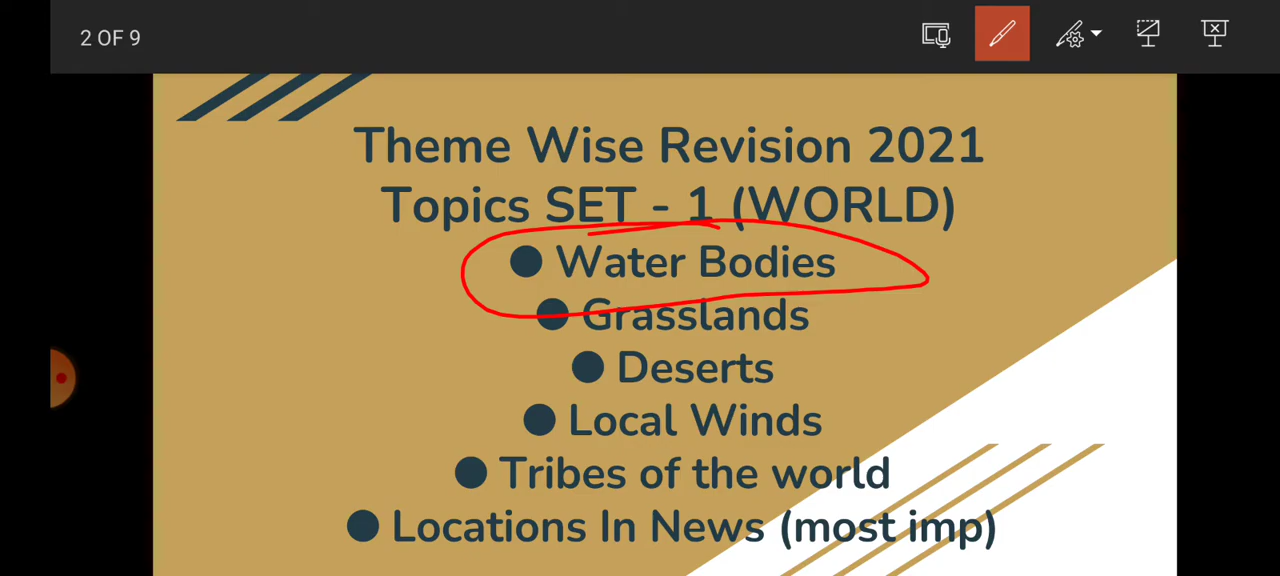 2 OF 9
Theme Wise Revision 2021
Topics SET - 1 (WORLD)
● Water Bodies
● Grasslands
● Deserts
● Local Winds
● Tribes of the world
● Locations In News (most imp)